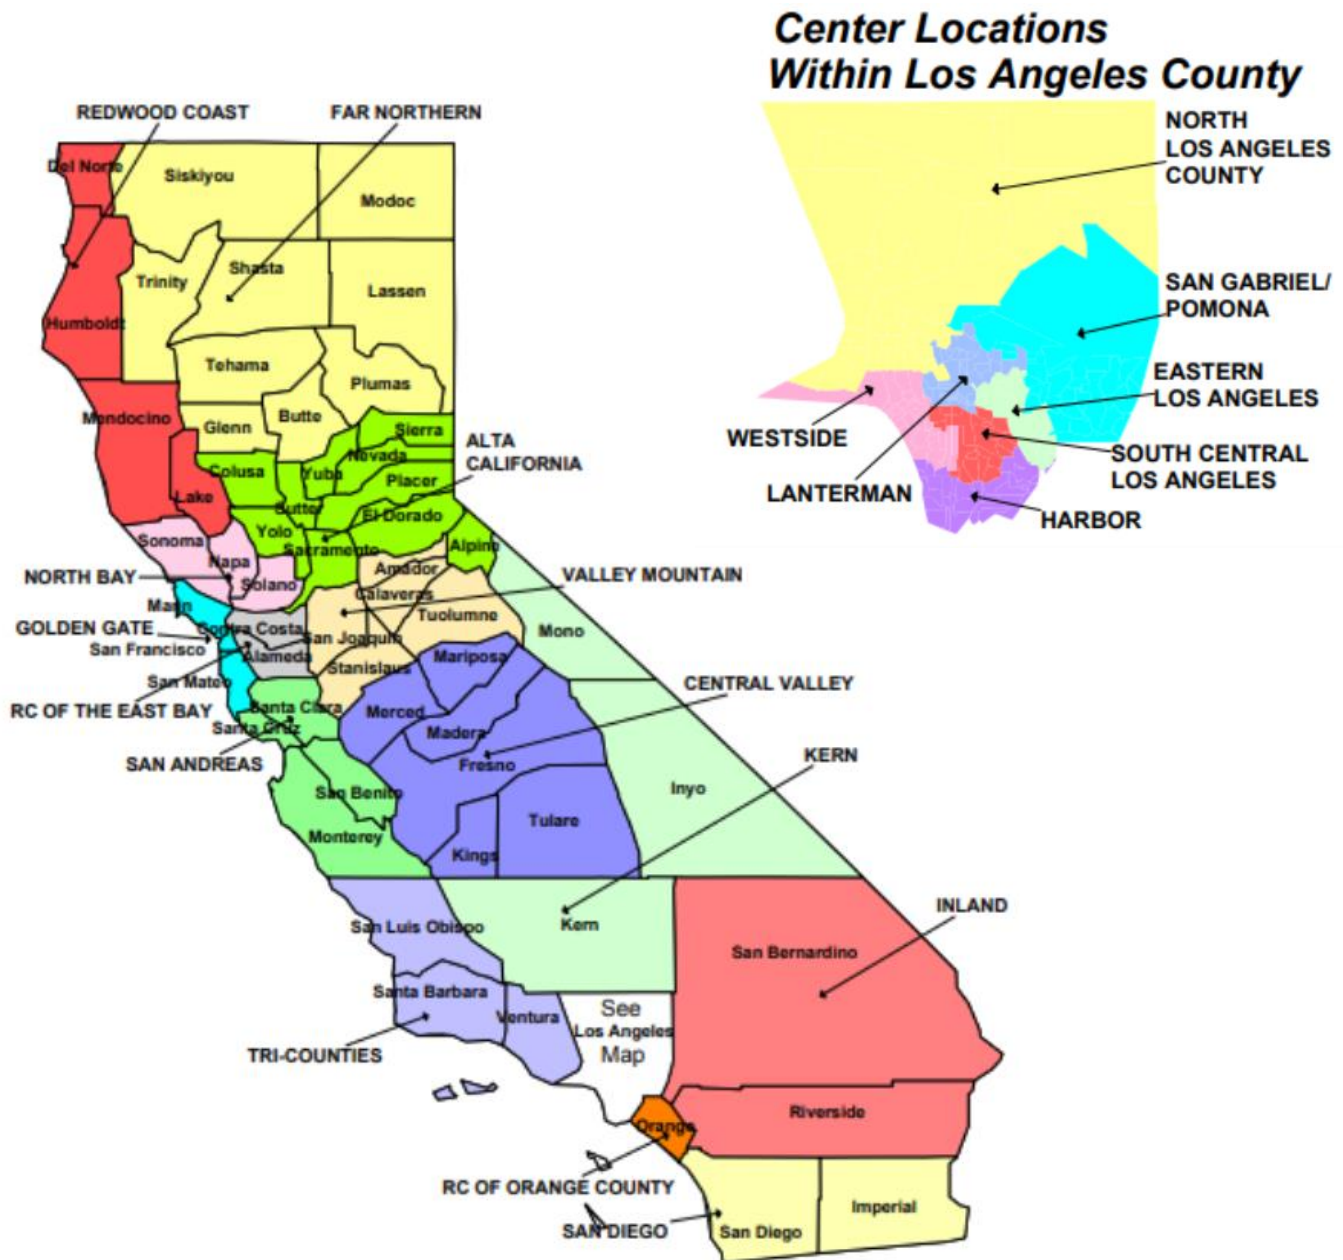 Center Locations
Within Los Angeles County
NORTH
LOS ANGELES
COUNTY
SAN GABRIEL/
POMONA
EASTERN
LOS ANGELES
WESTSIDE
SOUTH CENTRAL
LOS ANGELES
LANTERMAN
HARBOR
REDWOOD COAST
FAR NORTHERN
Del Norte
Siskiyou
Modoc
Trinity
Shasta
Lassen
Humboldt
Tehama
Plumas
Mendocino
Glenn
Butte
Sierra
ALTA
CALIFORNIA
Nevada
Colusa
Yuba
Placer
Lake
Sutter
El Dorado
Yolo
Sacramento
Alpine
Sonoma
Napa
Solano
Amador
NORTH BAY
VALLEY MOUNTAIN
Calaveras
Marin
Tuolumne
GOLDEN GATE
Contra Costa
San Joaquin
Mono
San Francisco
Alameda
Mariposa
Stanislaus
San Mateo
CENTRAL VALLEY
RC OF THE EAST BAY
Santa Clara
Merced
Santa Cruz
Madera
SAN ANDREAS
Fresno
KERN
San Benito
Inyo
Monterey
Tulare
Kings
INLAND
San Luis Obispo
Kern
San Bernardino
Santa Barbara
Ventura
See
Los Angeles
Map
TRI-COUNTIES
Orange
Riverside
RC OF ORANGE COUNTY
SAN DIEGO
San Diego
Imperial